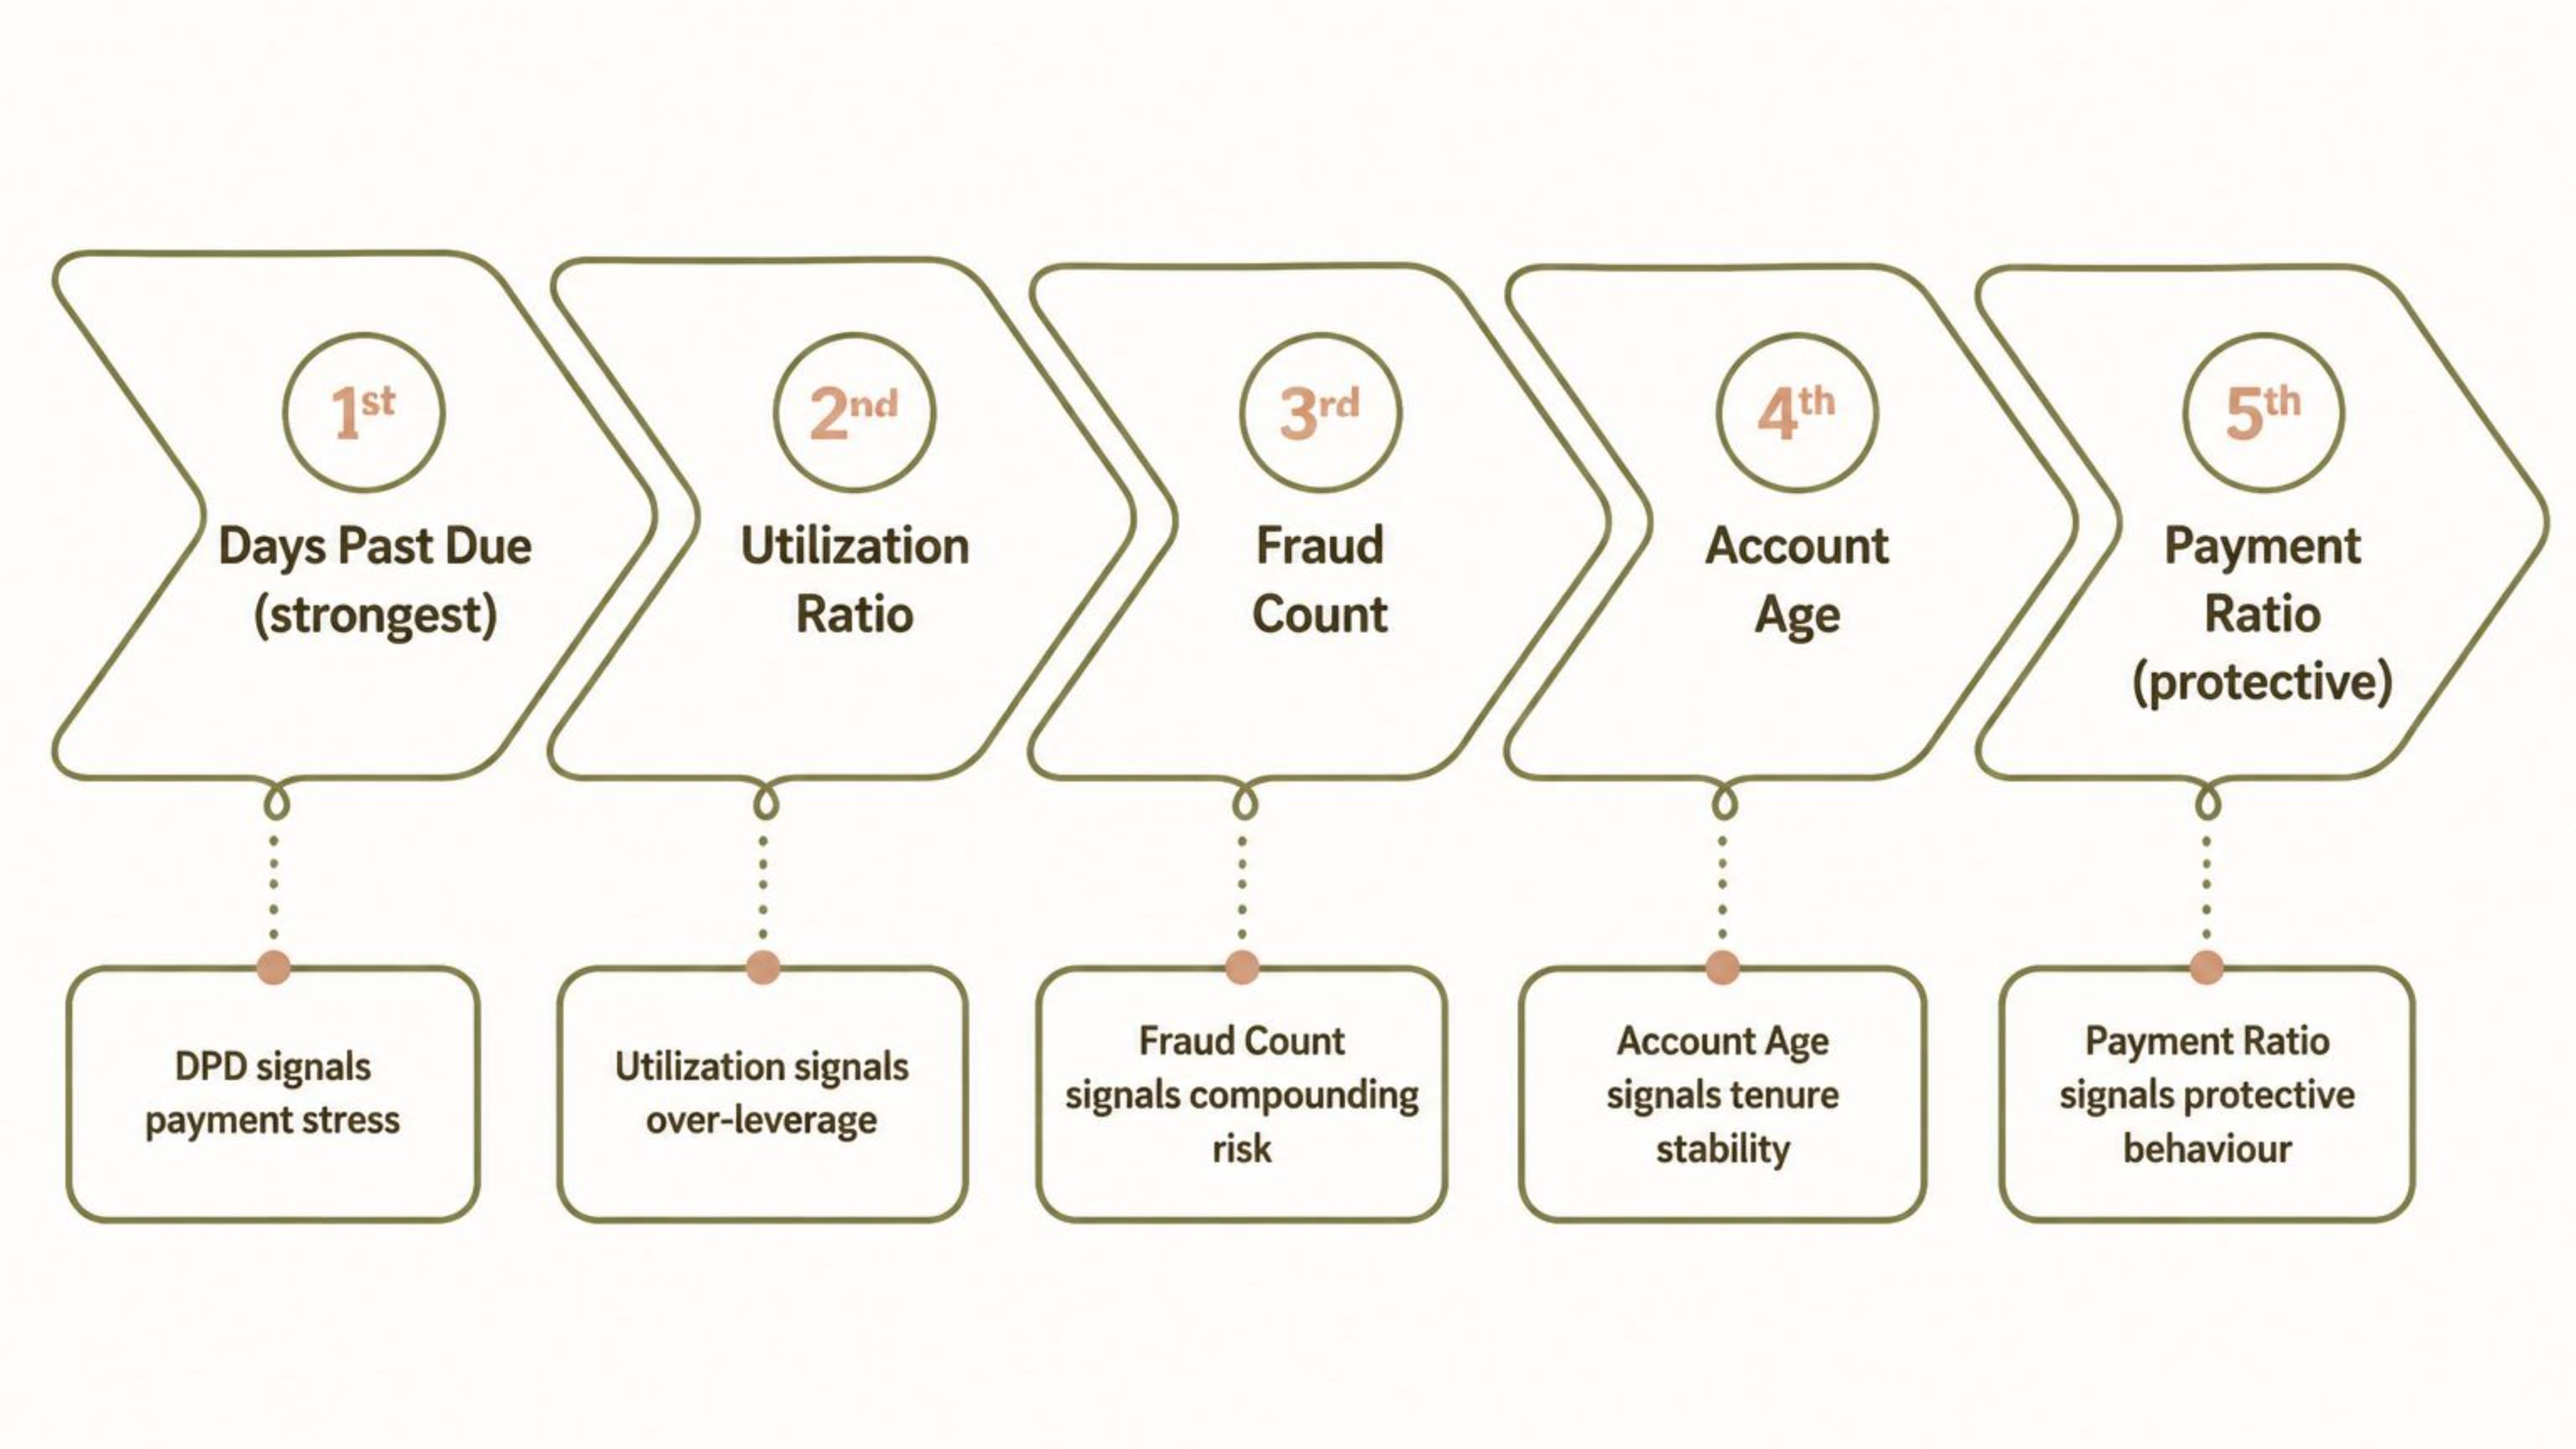 1st
Days Past Due
(strongest)
2nd
Utilization
Ratio
3rd
Fraud
Count
4th
Account
Age
5th
Payment
Ratio
(protective)
DPD signals
payment stress
Utilization signals
over-leverage
Fraud Count
signals compounding
risk
Account Age
signals tenure
stability
Payment Ratio
signals protective
behaviour